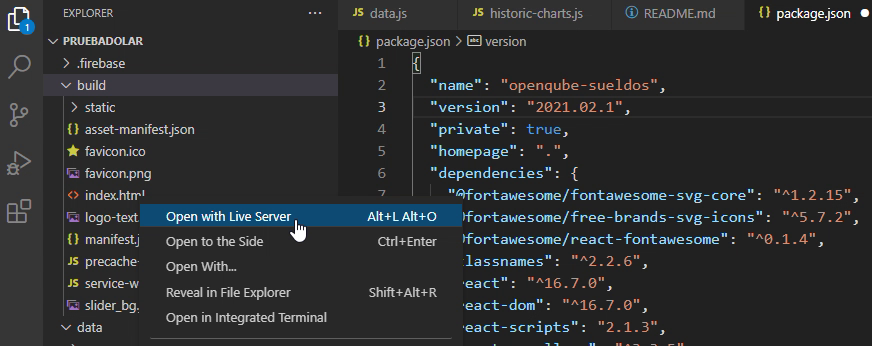 EXPLORER
data.js
historic-charts.js
README.md
package.json
PRUEBADOLAR
package.json > version
.firebase
build
static
asset-manifest.json
favicon.ico
favicon.png
index.html
logo-text.
manifest.j
precache-
service-w
slider_bg.
data
1
Open with Live Server Alt+L Alt+O
Open to the Side Ctrl+Enter
Open With...
Reveal in File Explorer Shift+Alt+R
Open in Integrated Terminal
1 {
2 "name": "openqube-sueldos",
3 "version": "2021.02.1",
4 "private": true,
5 "homepage": ".",
6 "dependencies": {
7 "@fortawesome/fontawesome-svg-core": "^1.2.15",
@fortawesome/free-brands-svg-icons": "^5.7.2",
@fortawesome/react-fontawesome": "^0.1.4",
classnames": "^2.2.6",
react": "^16.7.0",
react-dom": "^16.7.0",
react-scripts": "2.1.3",